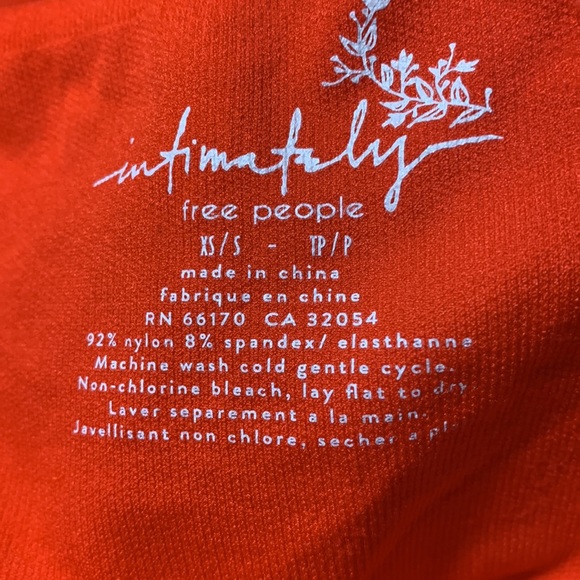 intimately
free people
XS/S - TP/P
made in china
fabrique en chine
RN 66170 CA 32054
92% nylon 8% spandex/ elasthanne
Machine wash cold gentle cycle.
Non-chlorine bleach, lay flat to dry
Laver separement a la main.
Javellisant non chlore, secher a